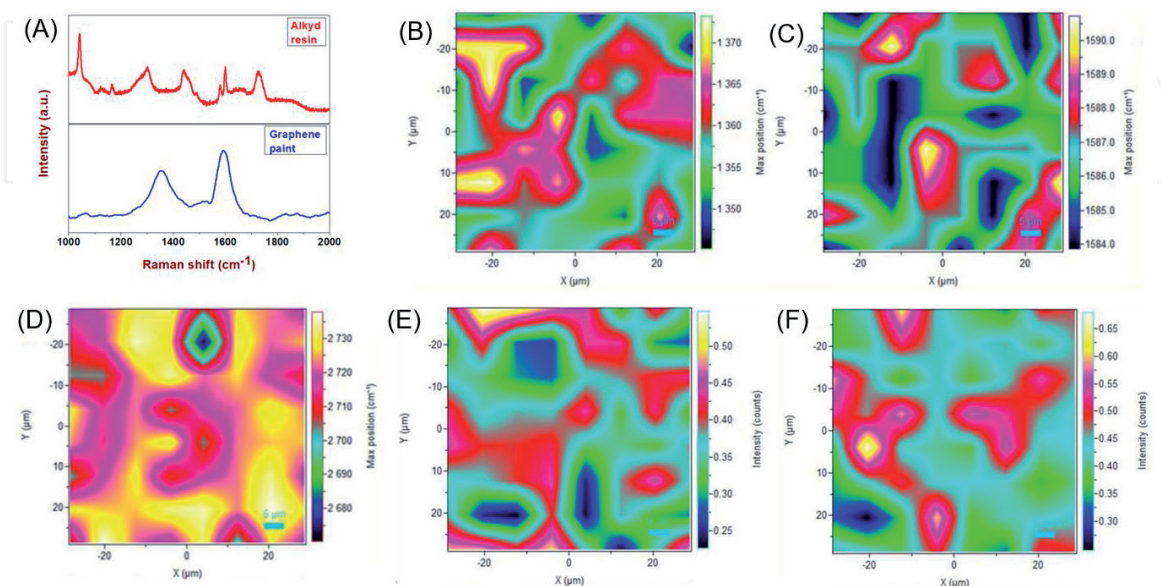 (A)
Alkyd
resin
Graphene
paint
Intensity (a.u.)
1000 1200 1400 1600 1800 2000
Raman shift (cm⁻¹)
(B)
-20
-10
0
10
20
Y (µm)
-20 0 20
X (µm)
5 µm
1 370
1 365
1 360
1 355
1 350
Max position (cm⁻¹)
(C)
-20
-10
0
10
20
Y (µm)
-20 0 20
X (µm)
5 µm
1590.0
1589.0
1588.0
1587.0
1586.0
1585.0
1584.0
Max position (cm⁻¹)
(D)
-20
-10
0
10
20
Y (µm)
-20 0 20
X (µm)
5 µm
2 730
2 720
2 710
2 700
2 690
2 680
Max position (cm⁻¹)
(E)
-20
-10
0
10
20
Y (µm)
-20 0 20
X (µm)
0.50
0.45
0.40
0.35
0.30
0.25
Intensity (counts)
(F)
-20
-10
0
10
20
Y (µm)
-20 0 20
X (µm)
0.65
0.60
0.55
0.50
0.45
0.40
0.35
0.30
Intensity (counts)